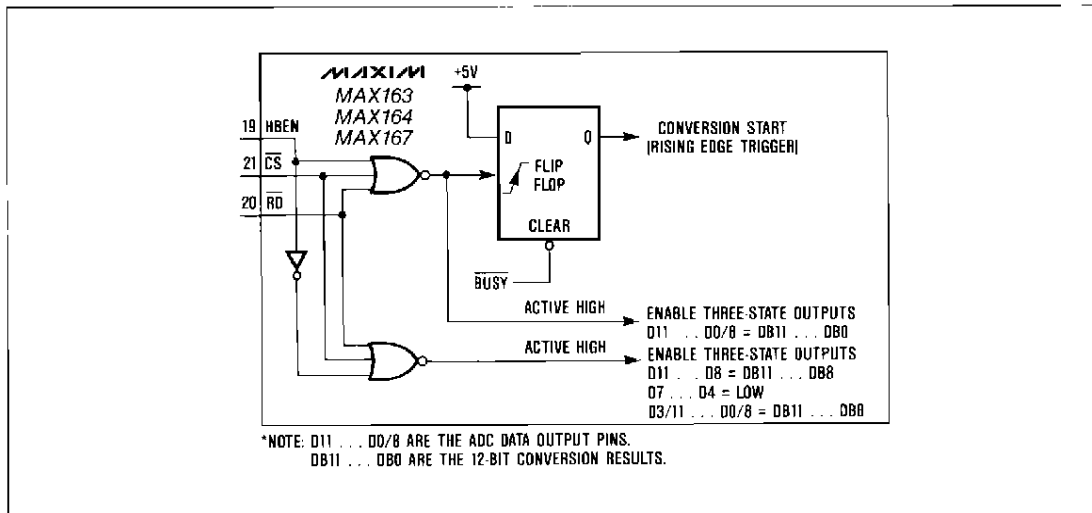 MAXIM
MAX163
MAX164
MAX167
+5V
19 HBEN
21 CS
20 RD
D
Q
FLIP
FLOP
CLEAR
BUSY
CONVERSION START
(RISING EDGE TRIGGER)
ACTIVE HIGH
ENABLE THREE-STATE OUTPUTS
D11 . . . D0/8 = DB11 . . . DB0
ACTIVE HIGH
ENABLE THREE-STATE OUTPUTS
D11 . . . D8 = DB11 . . . DB8
D7 . . . D4 = LOW
D3/11 . . . D0/8 = DB11 . . . DB8
*NOTE: D11 . . . D0/8 ARE THE ADC DATA OUTPUT PINS.
DB11 . . . DB0 ARE THE 12-BIT CONVERSION RESULTS.